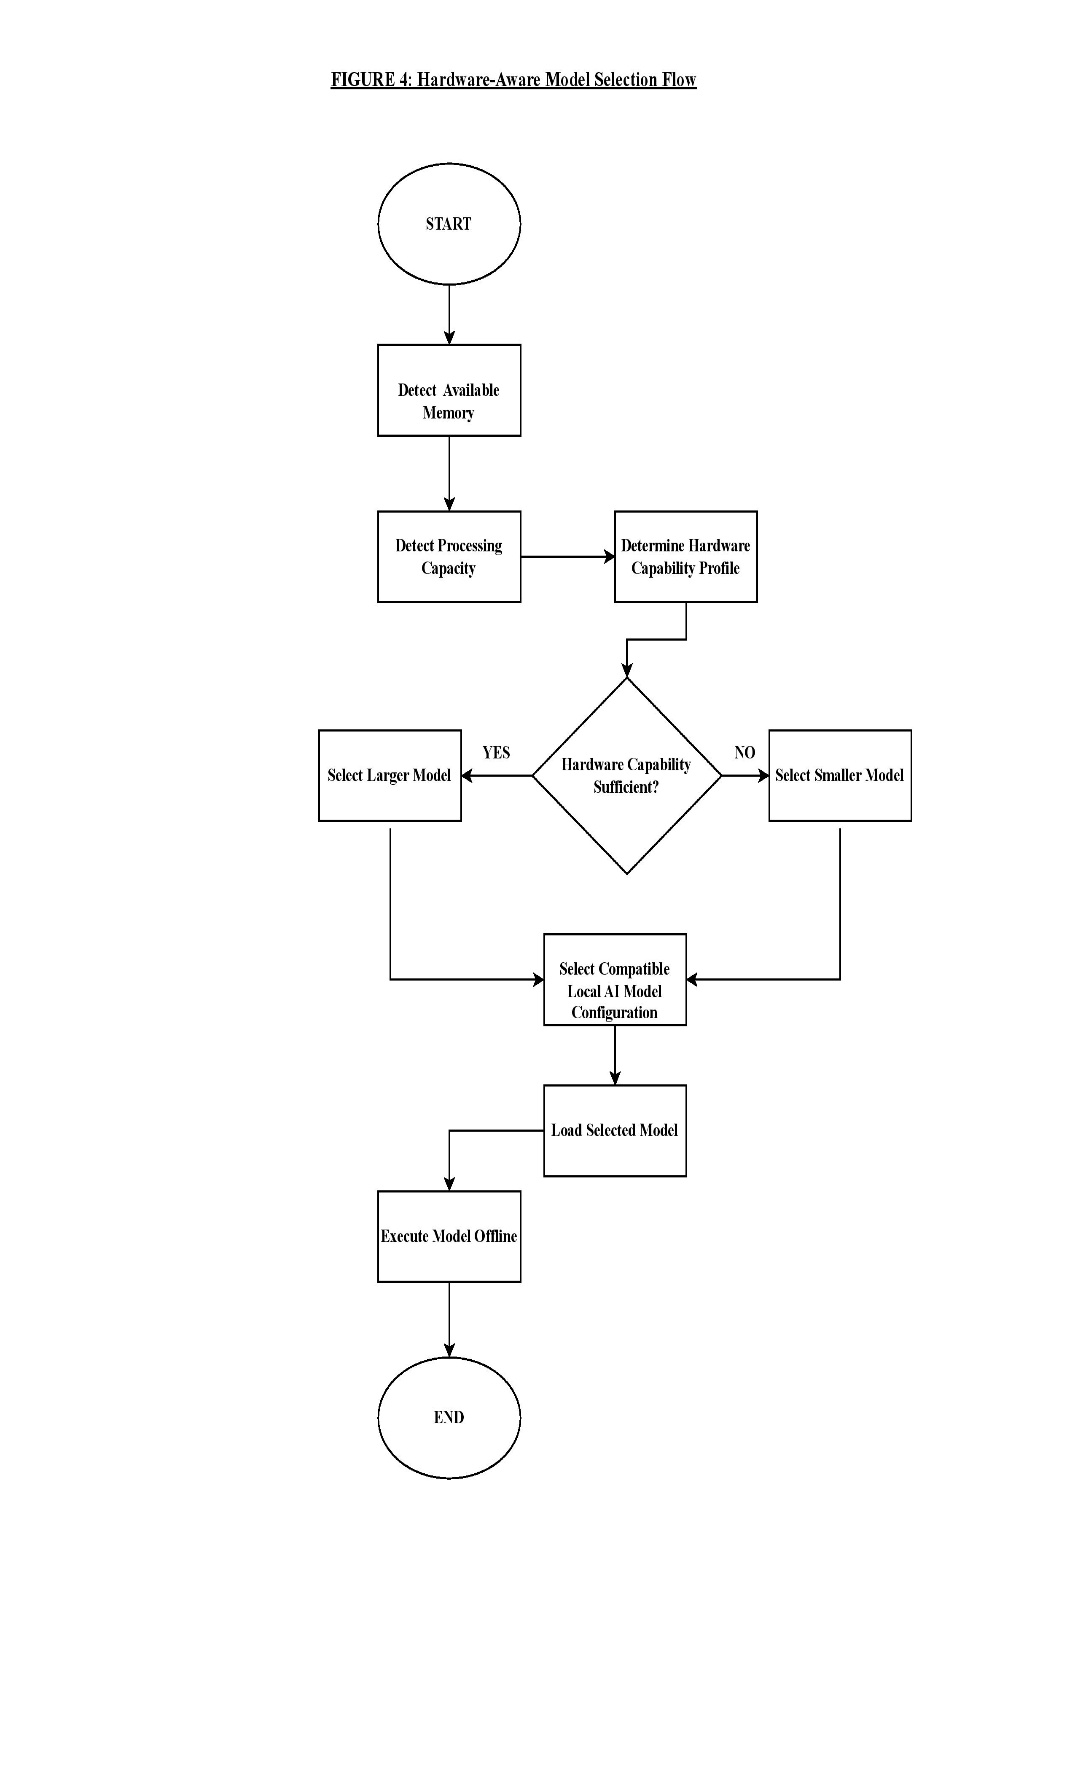 FIGURE 4: Hardware-Aware Model Selection Flow
START
Detect Available
Memory
Detect Processing
Capacity
Determine Hardware
Capability Profile
YES
NO
Select Larger Model
Hardware Capability
Sufficient?
Select Smaller Model
Select Compatible
Local AI Model
Configuration
Load Selected Model
Execute Model Offline
END